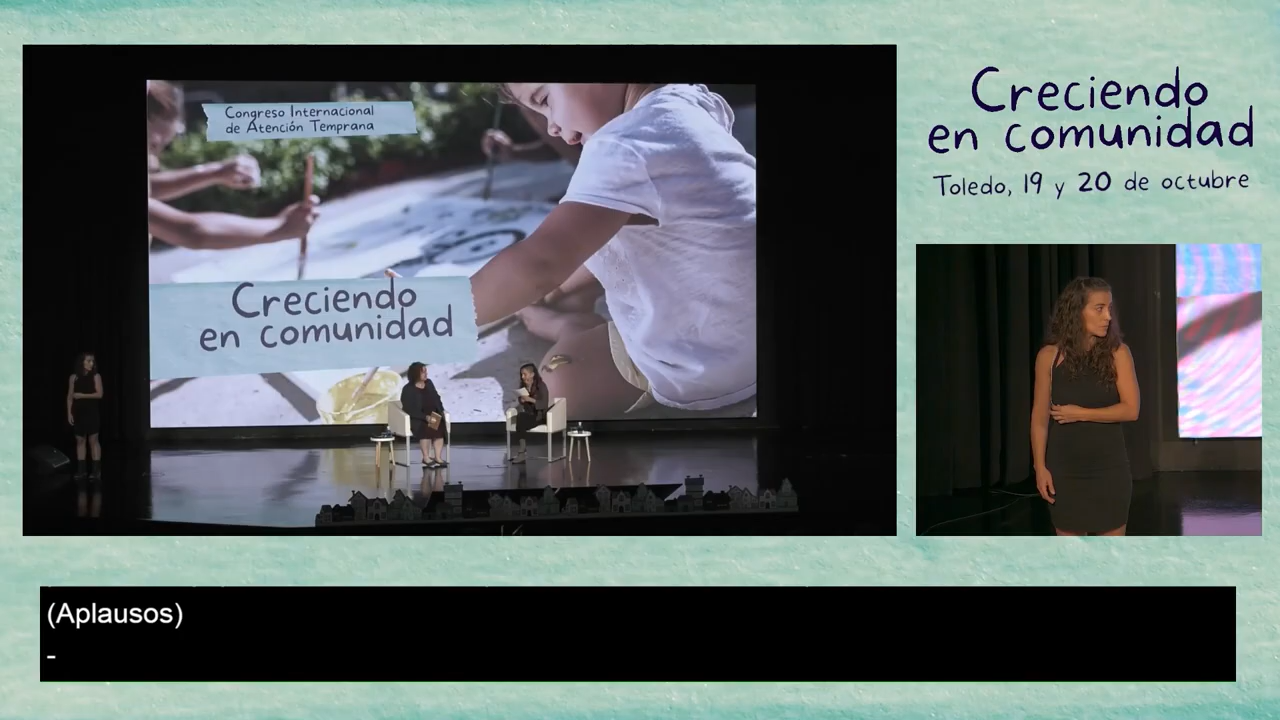 Congreso Internacional
de Atención Temprana
Creciendo
en comunidad
Creciendo
en comunidad
Toledo, 19 y 20 de octubre
(Aplausos)
-